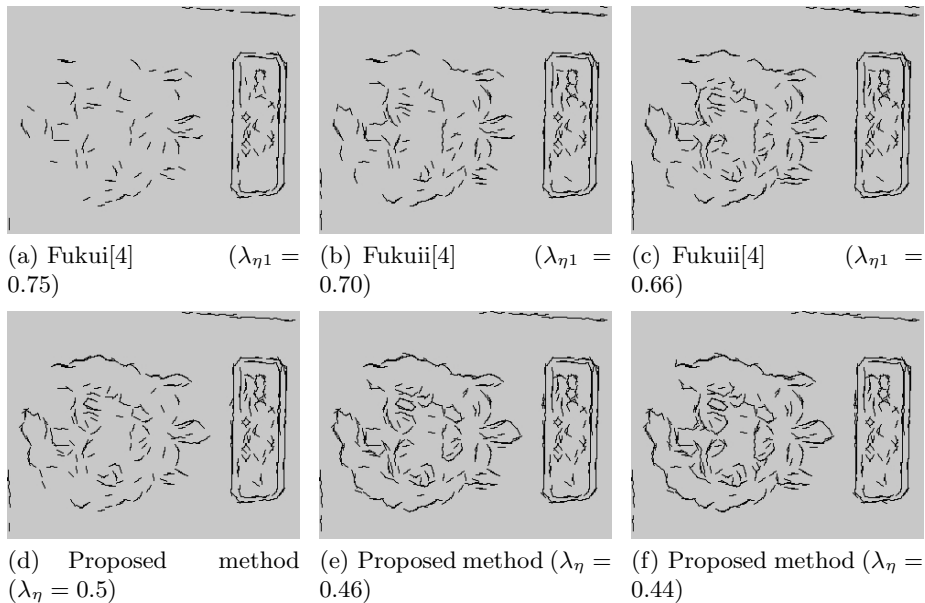 (a) Fukui[4] (λη1 =
0.75)
(b) Fukuii[4] (λη1 =
0.70)
(c) Fukuii[4] (λη1 =
0.66)
(d) Proposed method
(λη = 0.5)
(e) Proposed method (λη =
0.46)
(f) Proposed method (λη =
0.44)